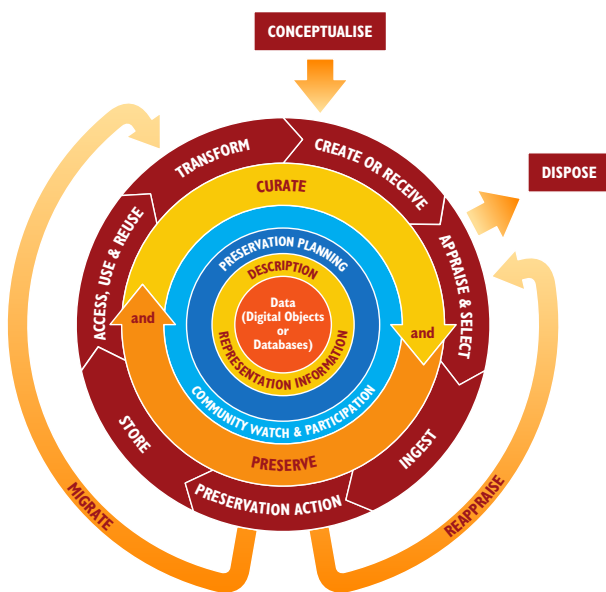 CONCEPTUALISE
TRANSFORM
CREATE OR RECEIVE
DISPOSE
CURATE
ACCESS, USE & REUSE
APPRAISE & SELECT
PRESERVATION PLANNING
DESCRIPTION
Data
(Digital Objects
or
Databases)
and
and
REPRESENTATION INFORMATION
COMMUNITY WATCH & PARTICIPATION
STORE
INGEST
PRESERVE
PRESERVATION ACTION
MIGRATE
REAPPRAISE